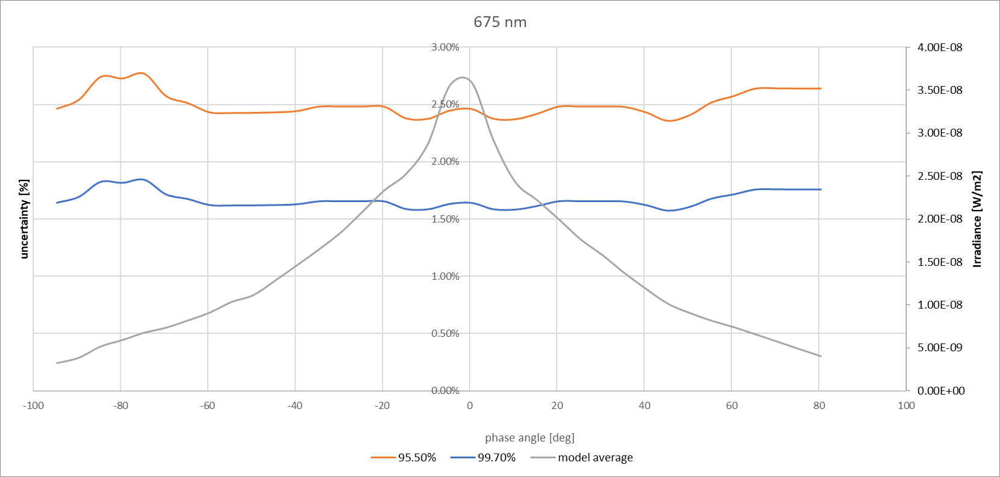 675 nm
3.00%
2.50%
2.00%
1.50%
1.00%
0.50%
0.00%
uncertainty [%]
4.00E-08
3.50E-08
3.00E-08
2.50E-08
2.00E-08
1.50E-08
1.00E-08
5.00E-09
0.00E+00
Irradiance [W/m2]
-100 -80 -60 -40 -20 0 20 40 60 80 100
phase angle [deg]
95.50% 99.70% model average